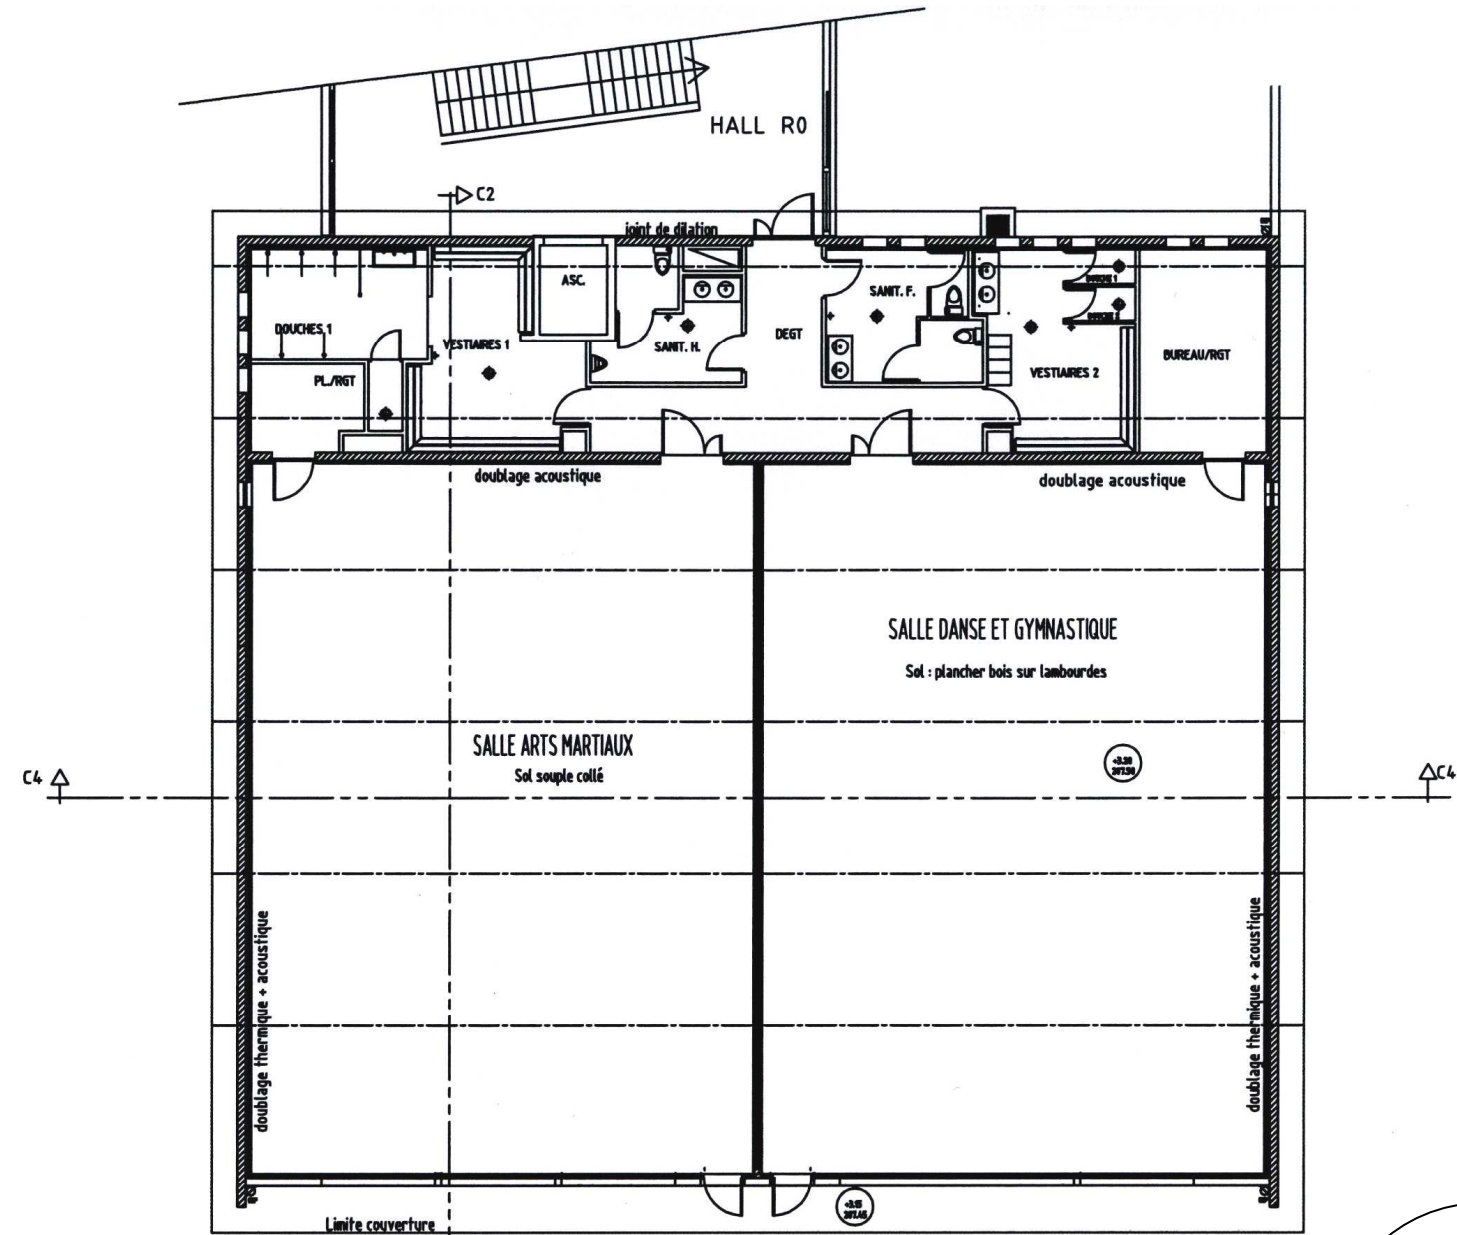 HALL R0
C2
joint de dilation
ASC.
SANIT. F.
DOUCHE 1
DOUCHES 1
VESTIAIRES 1
SANIT. H.
DEGT
DOUCHE 2
BUREAU/RGT
PL./RGT
VESTIAIRES 2
doublage acoustique
doublage acoustique
SALLE DANSE ET GYMNASTIQUE
Sol : plancher bois sur lambourdes
SALLE ARTS MARTIAUX
Sol souple collé
C4
C4
doublage thermique + acoustique
doublage thermique + acoustique
Limite couverture